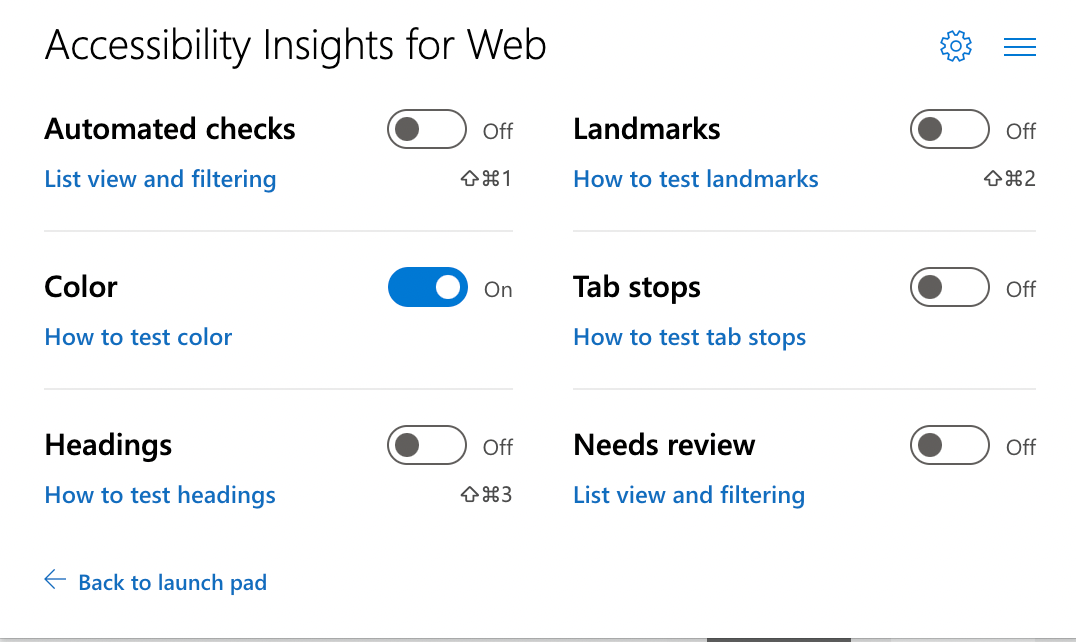 Accessibility Insights for Web
Automated checks Off
List view and filtering ⇧⌘1
Landmarks Off
How to test landmarks ⇧⌘2
Color On
How to test color
Tab stops Off
How to test tab stops
Headings Off
How to test headings ⇧⌘3
Needs review Off
List view and filtering
Back to launch pad